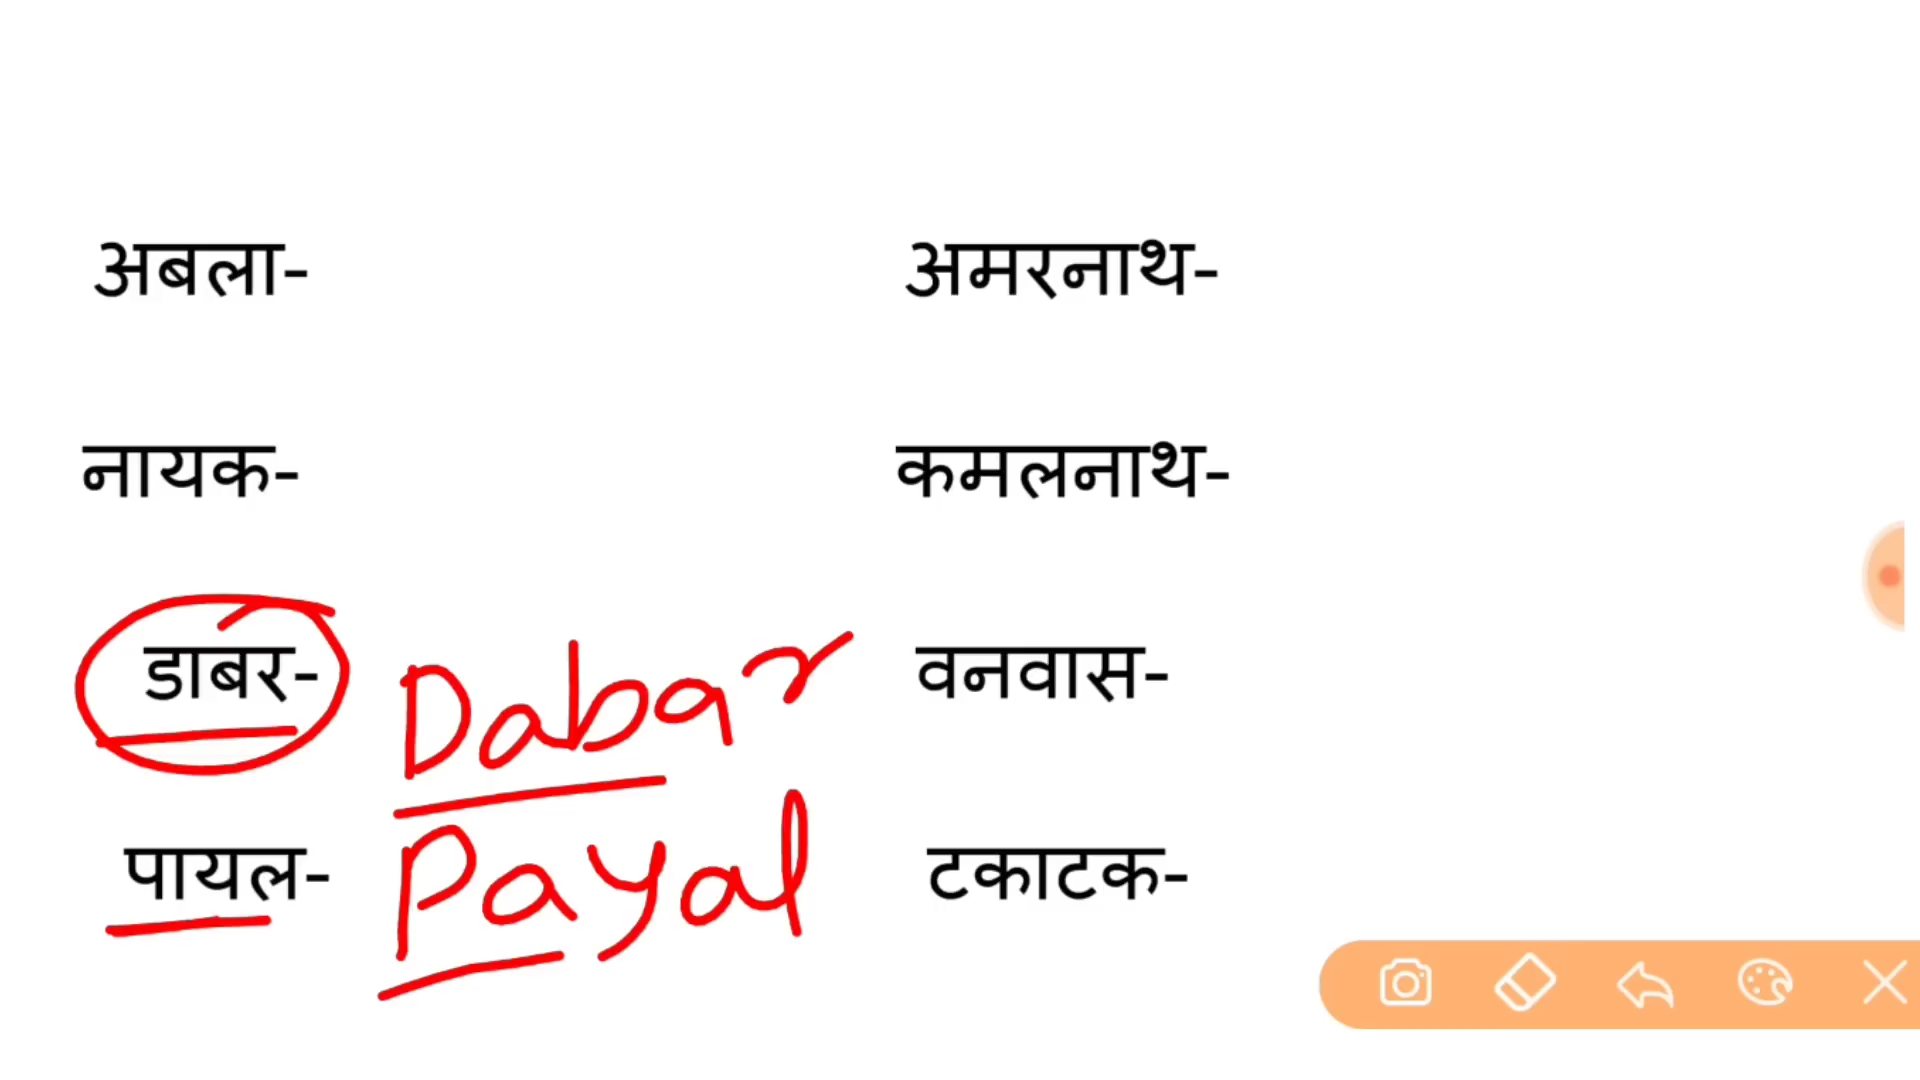 अबला- अमरनाथ-
नायक- कमलनाथ-
डाबर- Dabar वनवास-
पायल- Payal टकाटक-